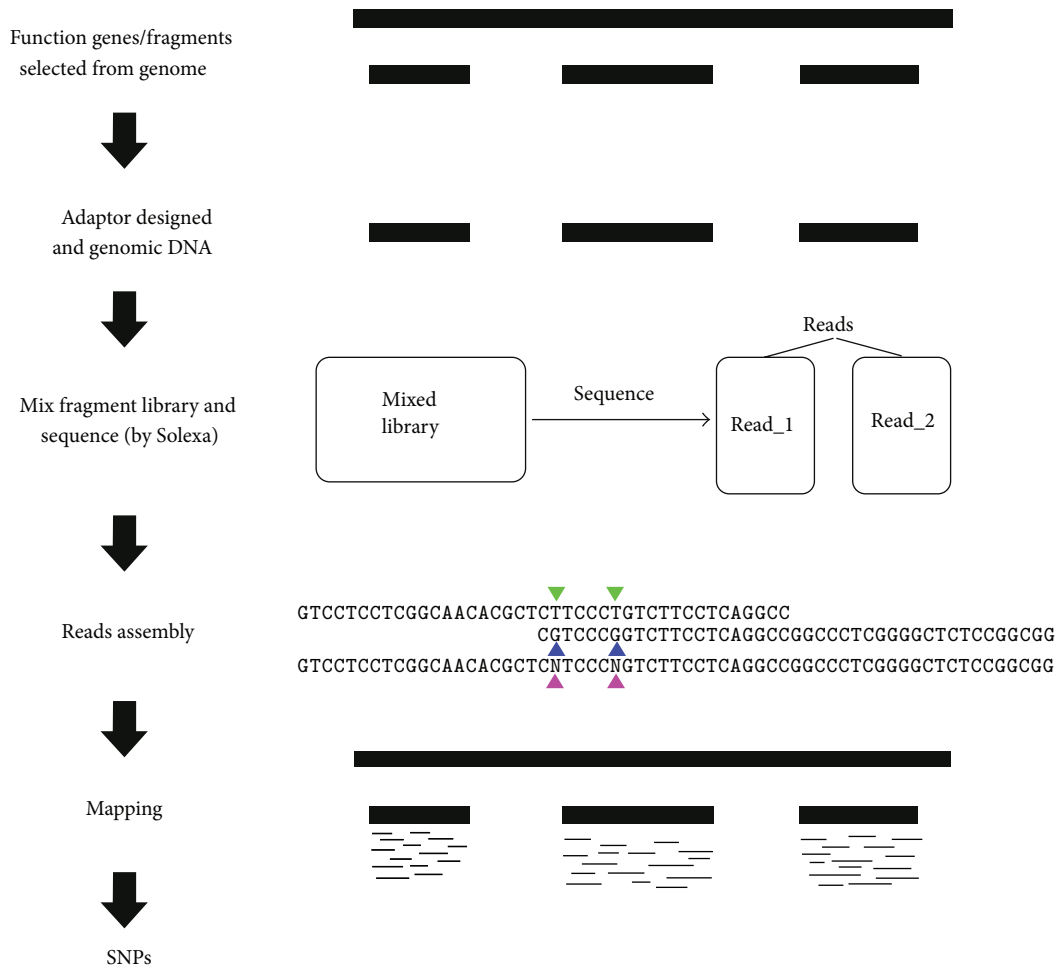 Function genes/fragments
selected from genome
Adaptor designed
and genomic DNA
Mix fragment library and
sequence (by Solexa)
Mixed
library
Sequence
Reads
Read_1
Read_2
Reads assembly
GTCCTCCTCGGCAACACGCTCTTCCCTGTCTTCCTCAGGCC
CGTCCCGGTCTTCCTCAGGCCGGCCCTCGGGGCTCTCCGGCGG
GTCCTCCTCGGCAACACGCTCNTCCCNGTCTTCCTCAGGCCGGCCCTCGGGGCTCTCCGGCGG
Mapping
SNPs